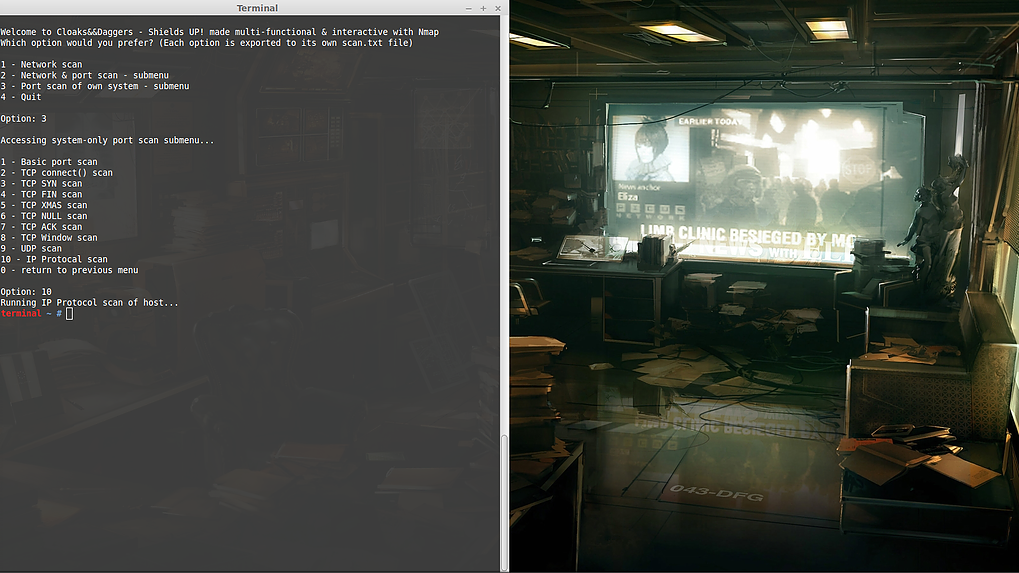 Terminal
Welcome to Cloaks&&Daggers - Shields UP! made multi-functional & interactive with Nmap
Which option would you prefer? (Each option is exported to its own scan.txt file)
1 - Network scan
2 - Network & port scan - submenu
3 - Port scan of own system - submenu
4 - Quit
Option: 3
Accessing system-only port scan submenu...
1 - Basic port scan
2 - TCP connect() scan
3 - TCP SYN scan
4 - TCP FIN scan
5 - TCP XMAS scan
6 - TCP NULL scan
7 - TCP ACK scan
8 - TCP Window scan
9 - UDP scan
10 - IP Protocal scan
0 - return to previous menu
Option: 10
Running IP Protocol scan of host...
terminal ~ #
EARLIER TODAY
STOP
News anchor
Eliza
PICUS
NETWORK
LIMB CLINIC BESIEGED BY MO
043-DFG